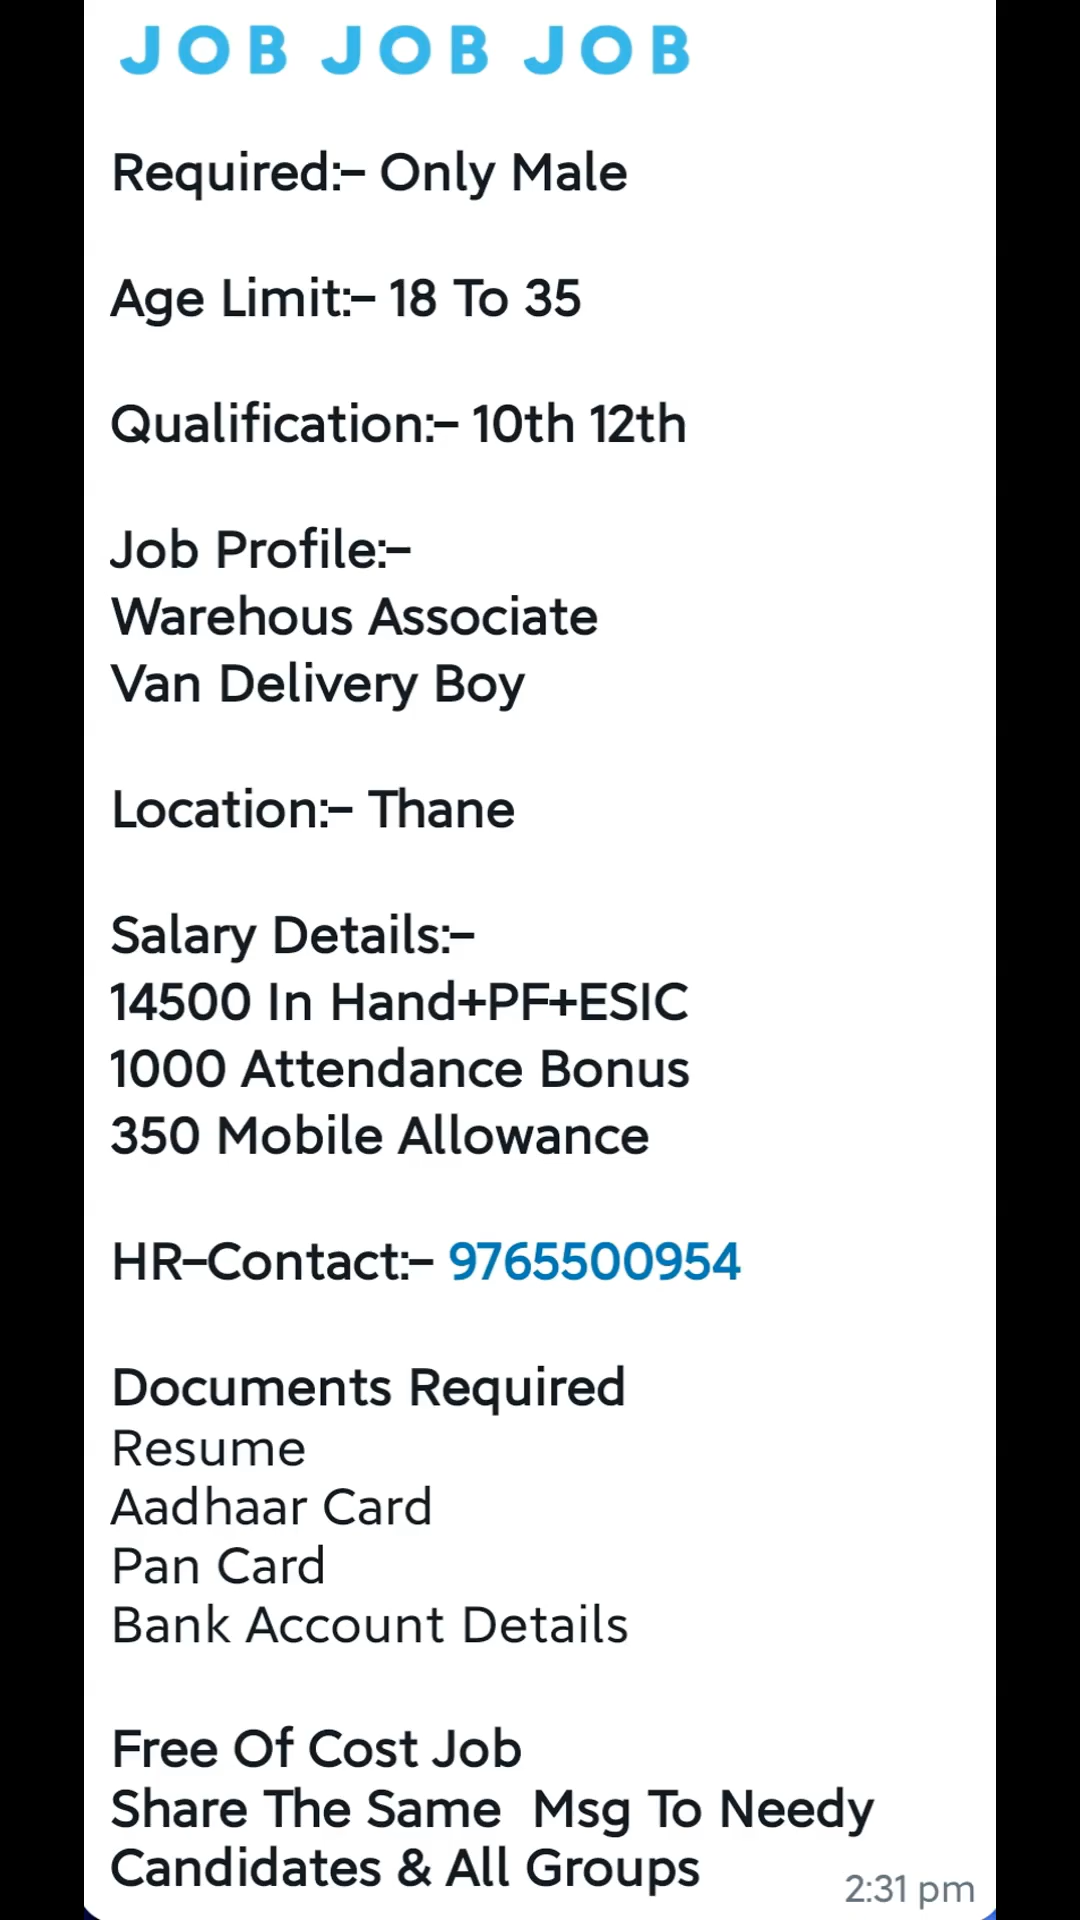 JOB JOB JOB
Required:- Only Male
Age Limit:- 18 To 35
Qualification:- 10th 12th
Job Profile:-
Warehous Associate
Van Delivery Boy
Location:- Thane
Salary Details:-
14500 In Hand+PF+ESIC
1000 Attendance Bonus
350 Mobile Allowance
HR-Contact:- 9765500954
Documents Required
Resume
Aadhaar Card
Pan Card
Bank Account Details
Free Of Cost Job
Share The Same  Msg To Needy
Candidates & All Groups
2:31 pm